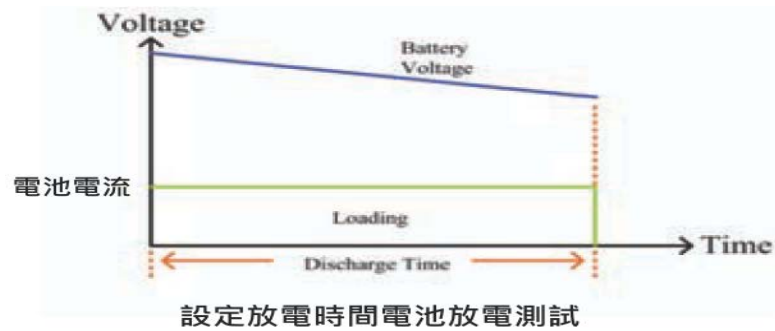 Voltage
Battery
Voltage
電池電流
Loading
Time
Discharge Time
設定放電時間電池放電測試